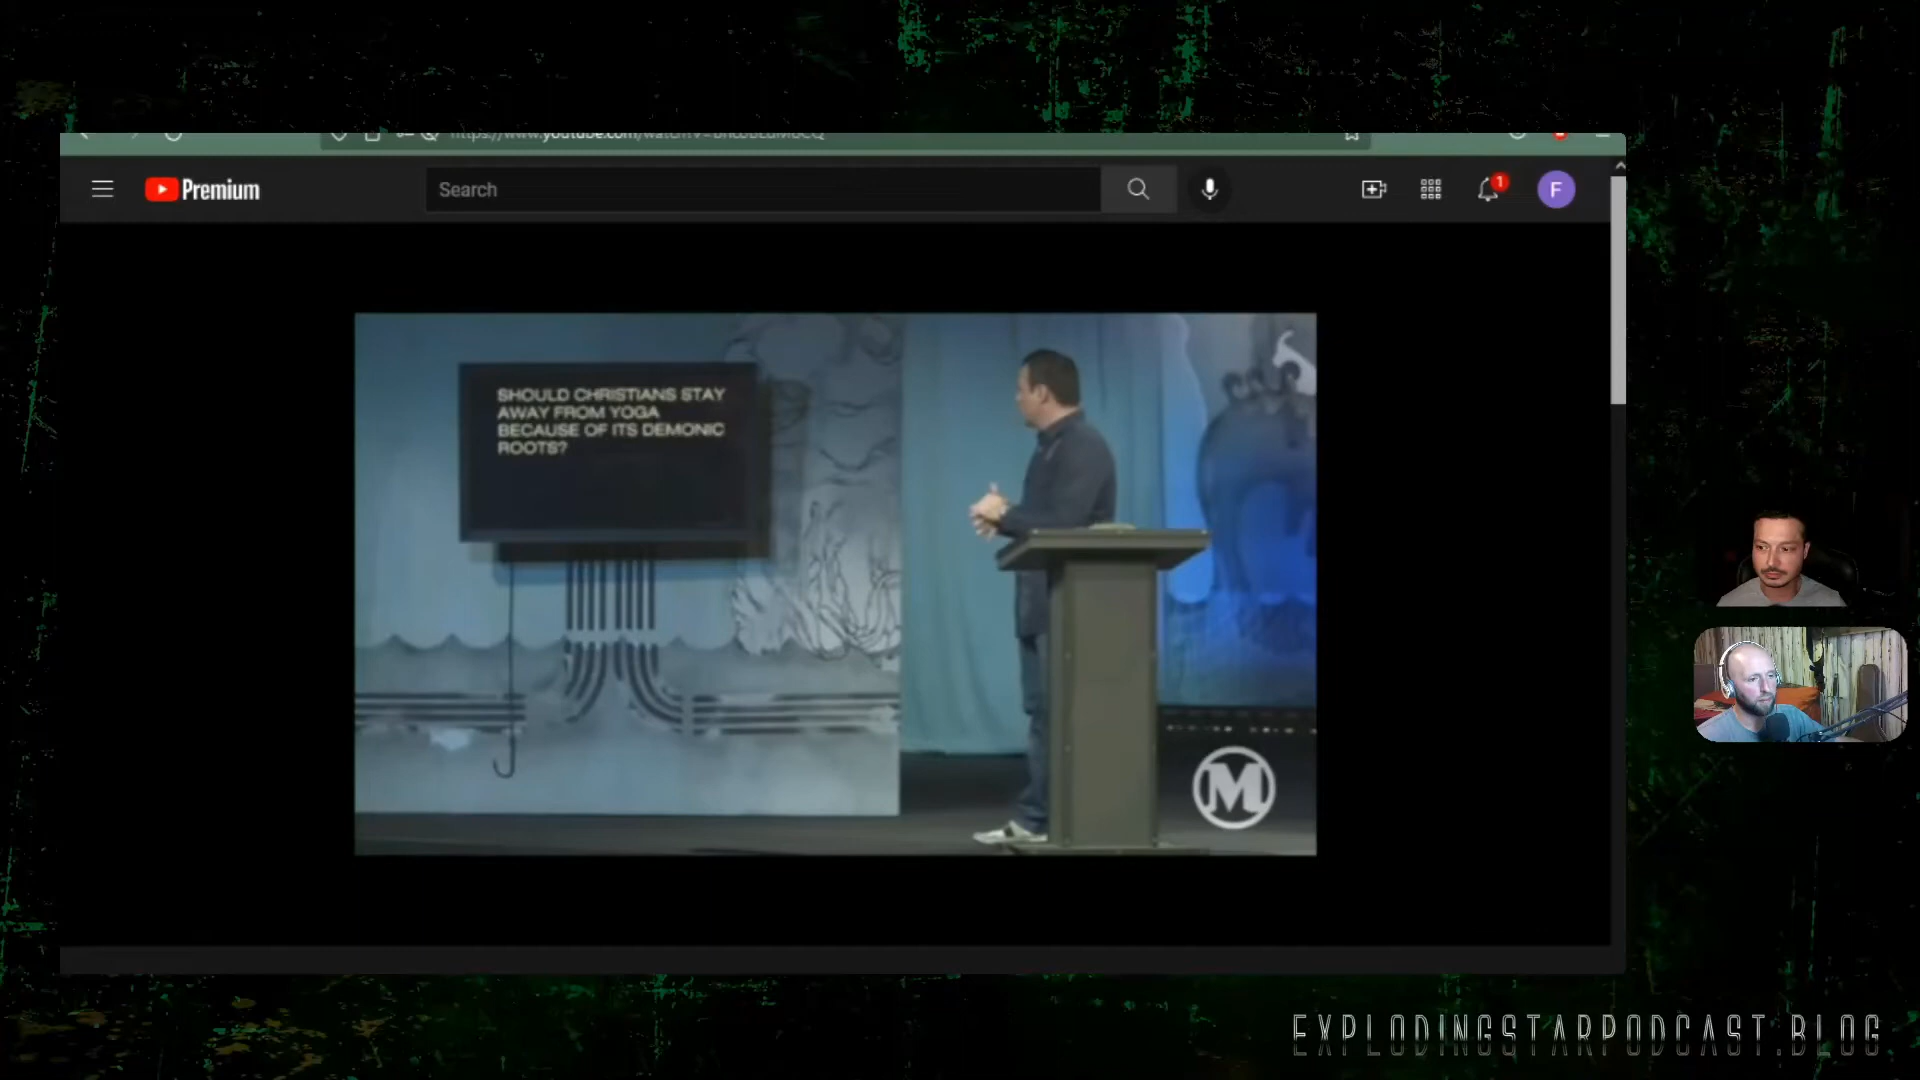 Premium
Search
1
F
SHOULD CHRISTIANS STAY
AWAY FROM YOGA
BECAUSE OF ITS DEMONIC
ROOTS?
M
EXPLODINGSTARPODCAST.BLOG